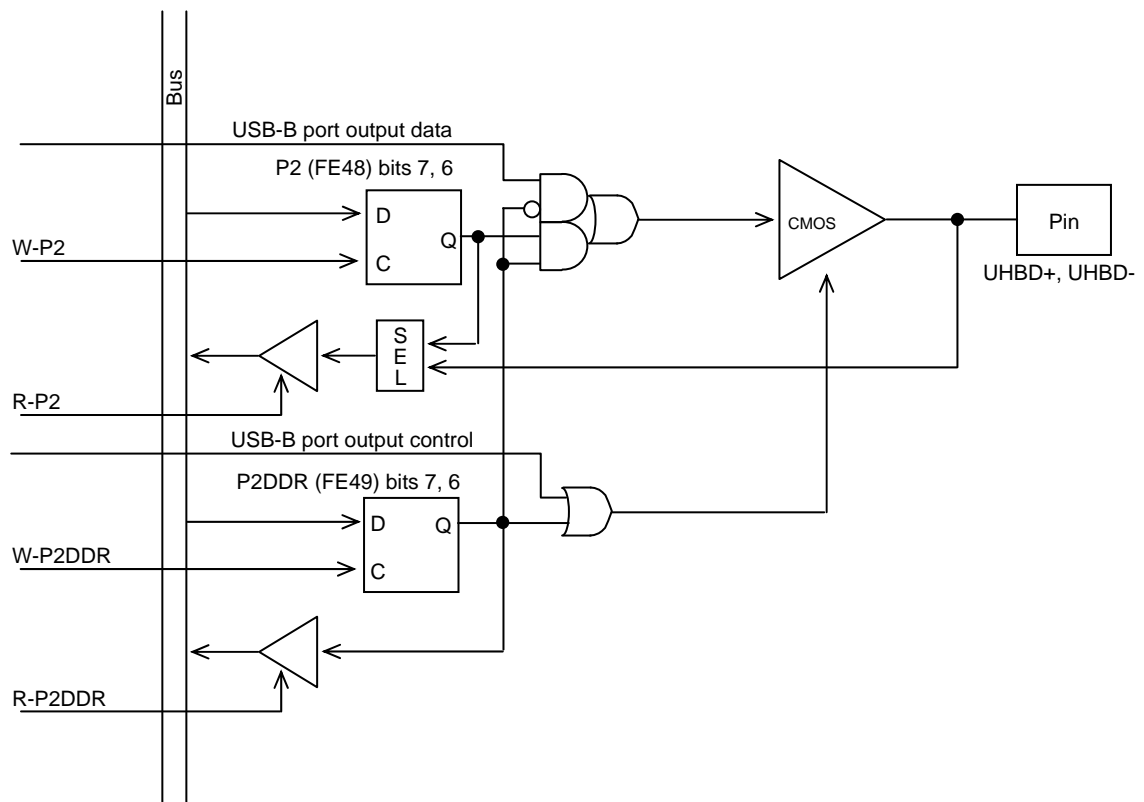 Bus
USB-B port output data
P2 (FE48) bits 7, 6
D
Q
C
W-P2
CMOS
Pin
UHBD+, UHBD-
SEL
R-P2
USB-B port output control
P2DDR (FE49) bits 7, 6
D
Q
C
W-P2DDR
R-P2DDR